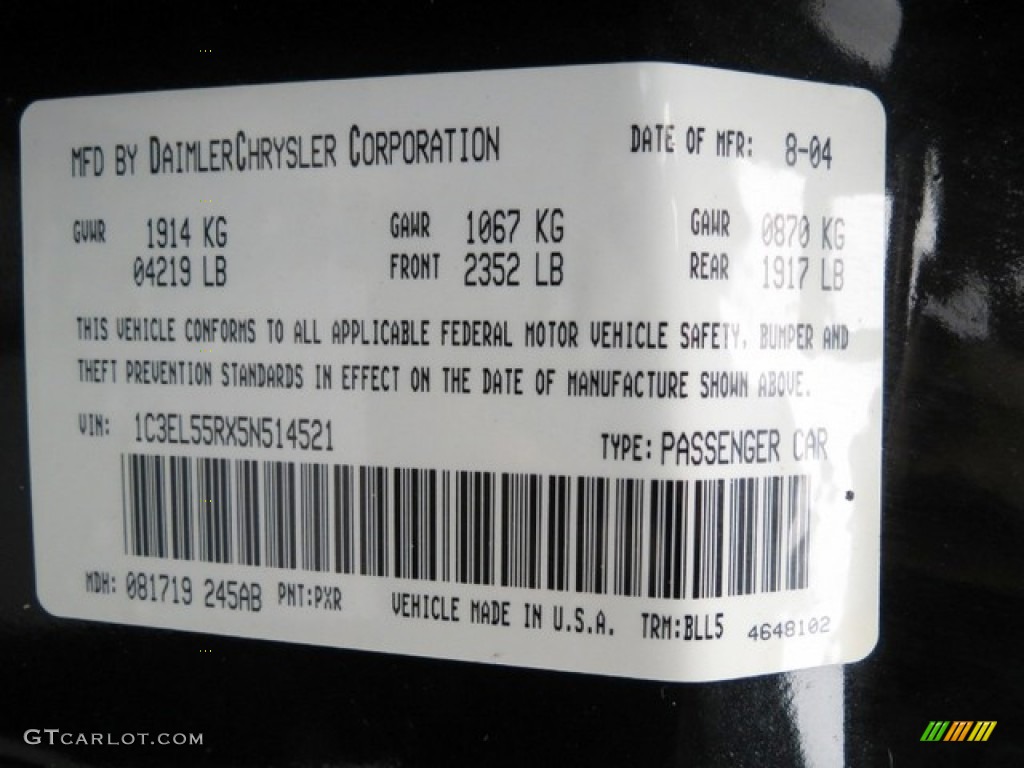 MFD BY DAIMLERCHRYSLER CORPORATION DATE OF MFR: 8-04
GVWR 1914 KG GAWR 1067 KG GAWR 0870 KG
04219 LB FRONT 2352 LB REAR 1917 LB
THIS VEHICLE CONFORMS TO ALL APPLICABLE FEDERAL MOTOR VEHICLE SAFETY, BUMPER AND
THEFT PREVENTION STANDARDS IN EFFECT ON THE DATE OF MANUFACTURE SHOWN ABOVE.
VIN: 1C3EL55RX5N514521 TYPE: PASSENGER CAR
MDH: 081719 245AB PNT:PXR VEHICLE MADE IN U.S.A. TRM:BLL5 4648102
GTCARLOT.COM